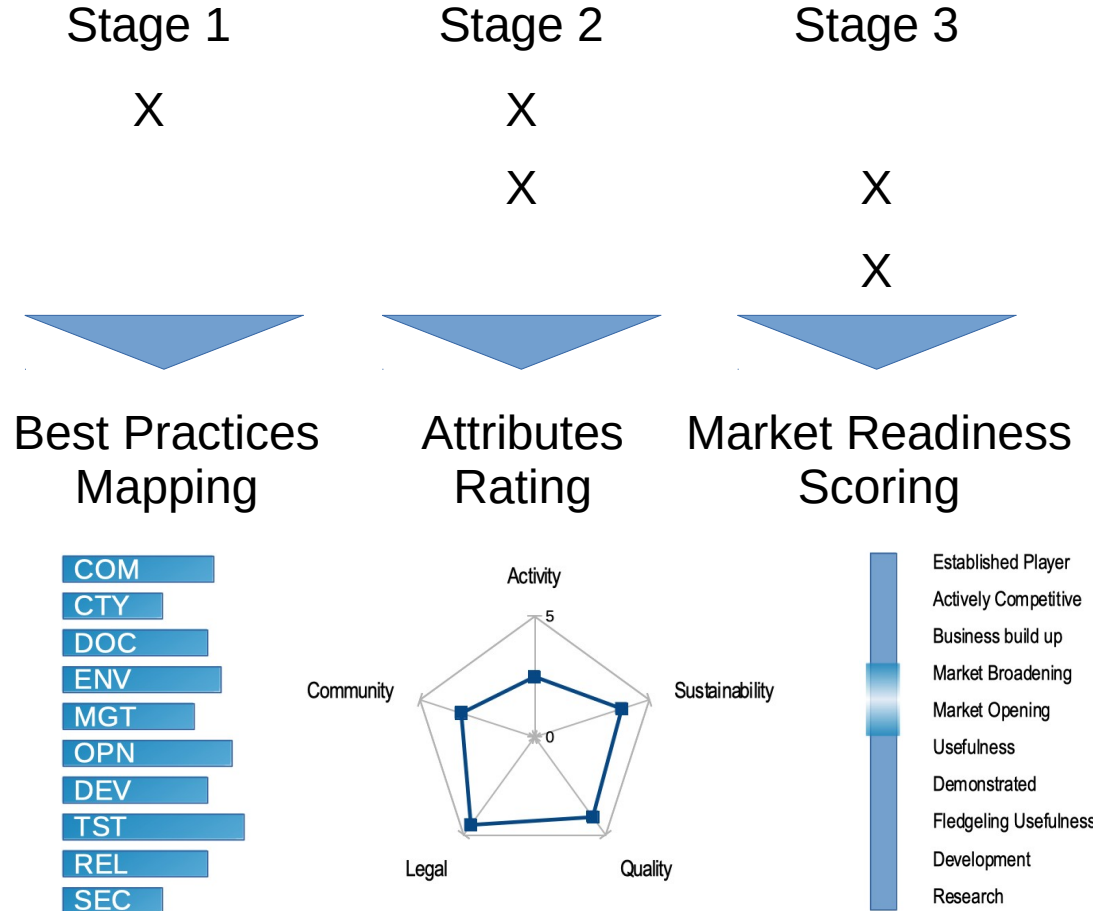 Stage 1
Stage 2
Stage 3
X
X
X
X
X
Best Practices
Mapping
Attributes
Rating
Market Readiness
Scoring
COM
CTY
DOC
ENV
MGT
OPN
DEV
TST
REL
SEC
Activity
5
Community
Sustainability
0
Legal
Quality
Established Player
Actively Competitive
Business build up
Market Broadening
Market Opening
Usefulness
Demonstrated
Fledgeling Usefulness
Development
Research